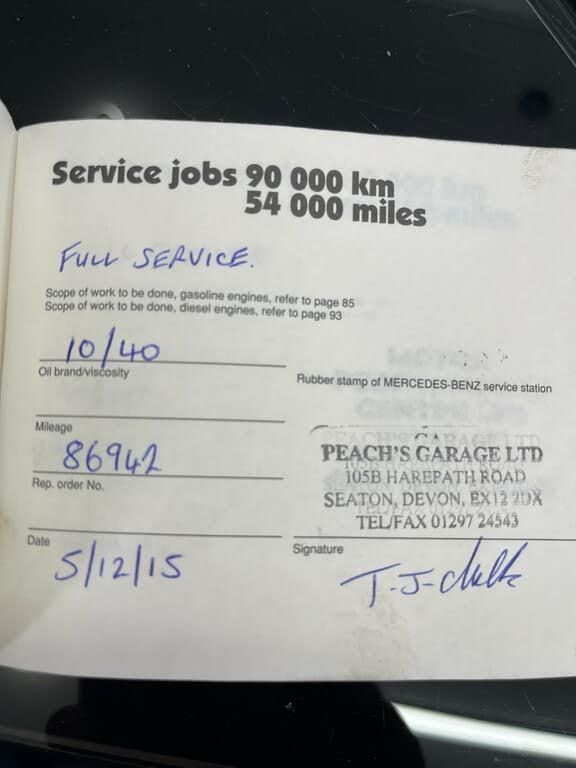 Service jobs 90 000 km
54 000 miles
FULL SERVICE.
Scope of work to be done, gasoline engines, refer to page 85
Scope of work to be done, diesel engines, refer to page 93
10/40
Oil brand/viscosity
Rubber stamp of MERCEDES-BENZ service station
Mileage
86942
PEACH'S GARAGE LTD
105B HAREPATH ROAD
SEATON, DEVON, EX12 2DX
TEL/FAX 01297 24543
Rep. order No.
Date
5/12/15
Signature
T-J-